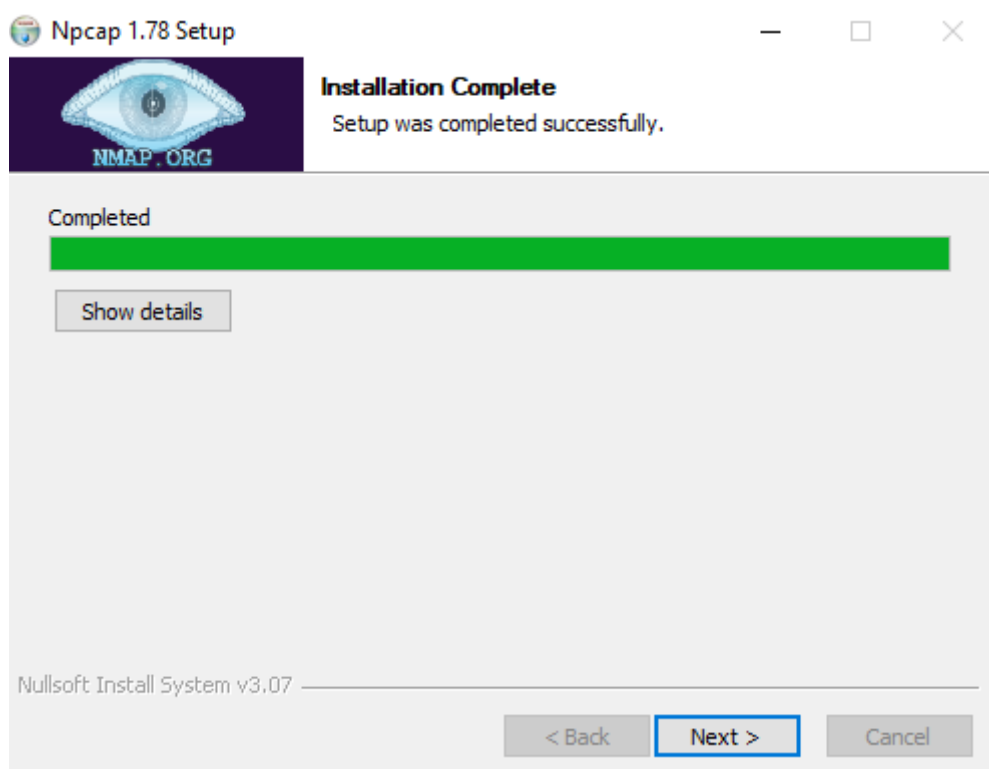 Npcap 1.78 Setup
NMAP.ORG
Installation Complete
Setup was completed successfully.
Completed
Show details
Nullsoft Install System v3.07
< Back
Next >
Cancel